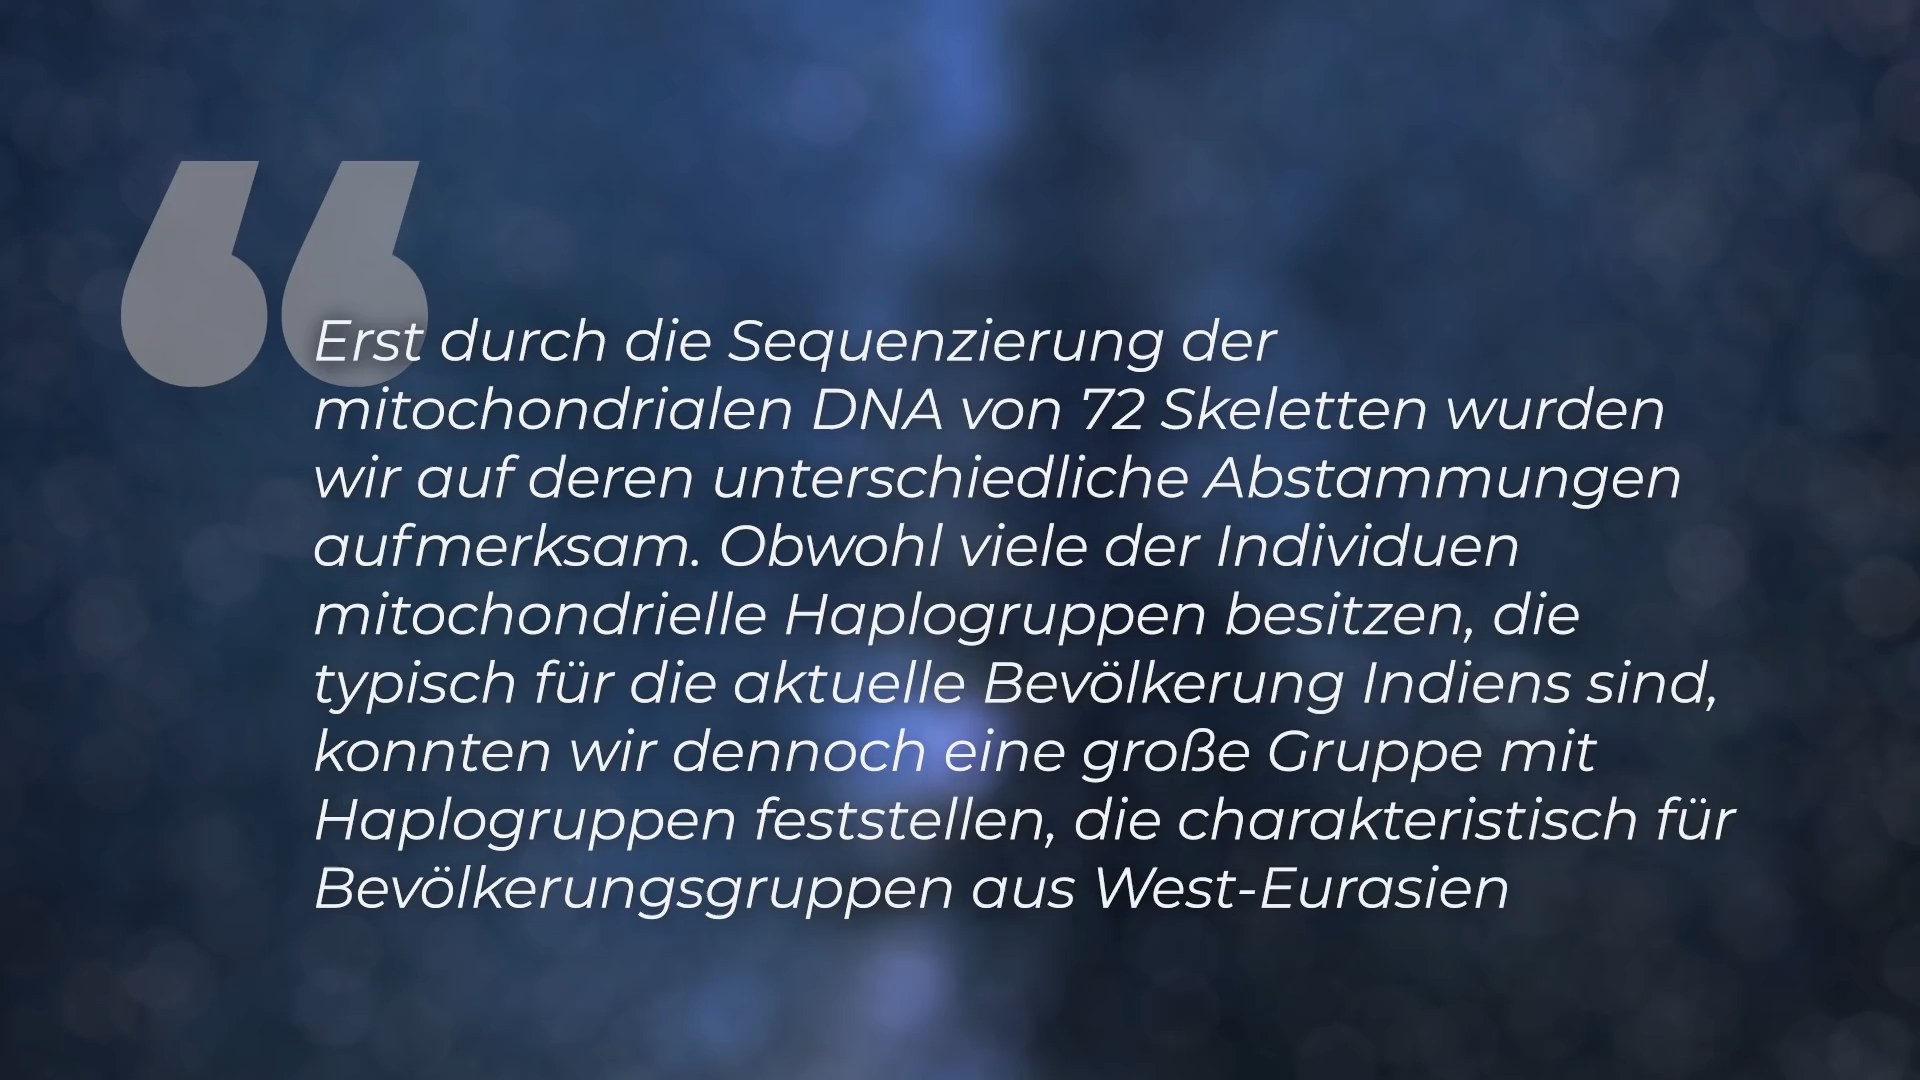 “
Erst durch die Sequenzierung der
mitochondrialen DNA von 72 Skeletten wurden
wir auf deren unterschiedliche Abstammungen
aufmerksam. Obwohl viele der Individuen
mitochondrielle Haplogruppen besitzen, die
typisch für die aktuelle Bevölkerung Indiens sind,
konnten wir dennoch eine große Gruppe mit
Haplogruppen feststellen, die charakteristisch für
Bevölkerungsgruppen aus West-Eurasien